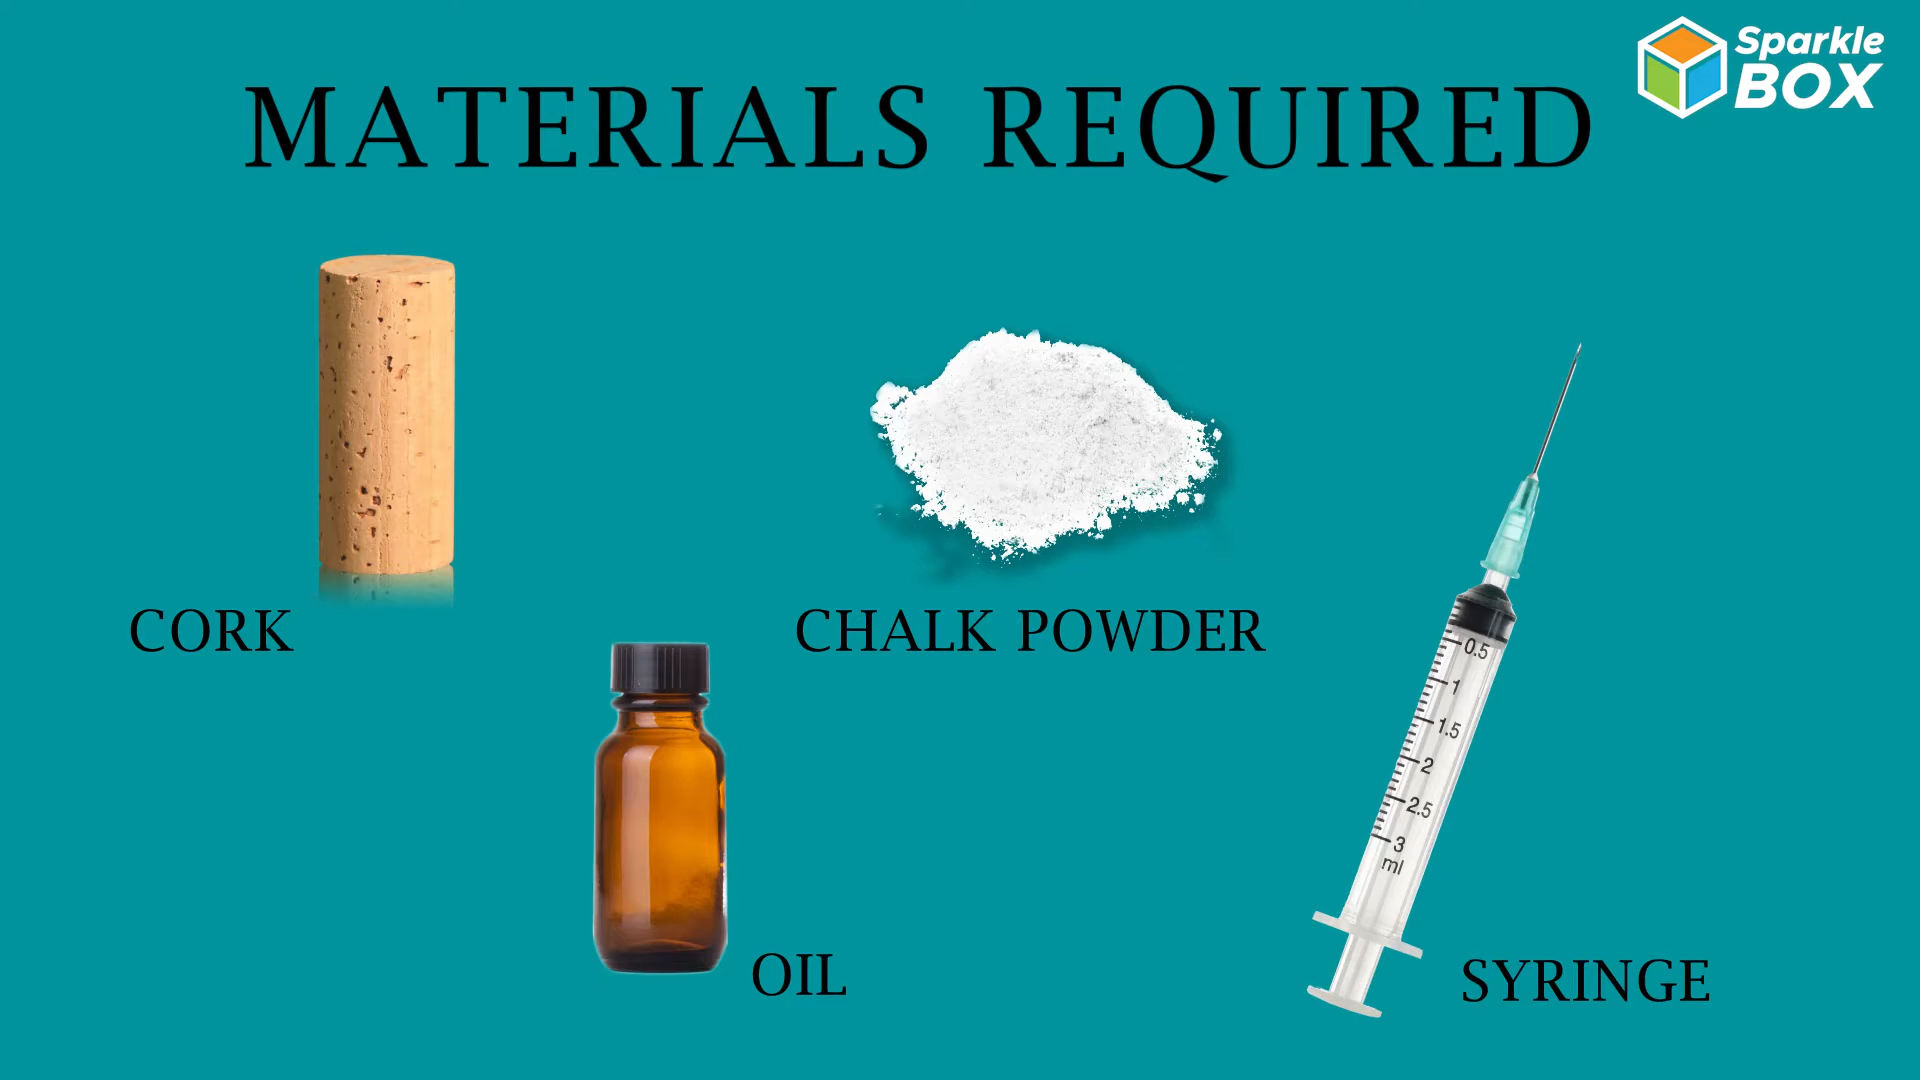 Sparkle
BOX
MATERIALS REQUIRED
CORK
CHALK POWDER
0.5
1
1.5
2
2.5
3
ml
OIL
SYRINGE